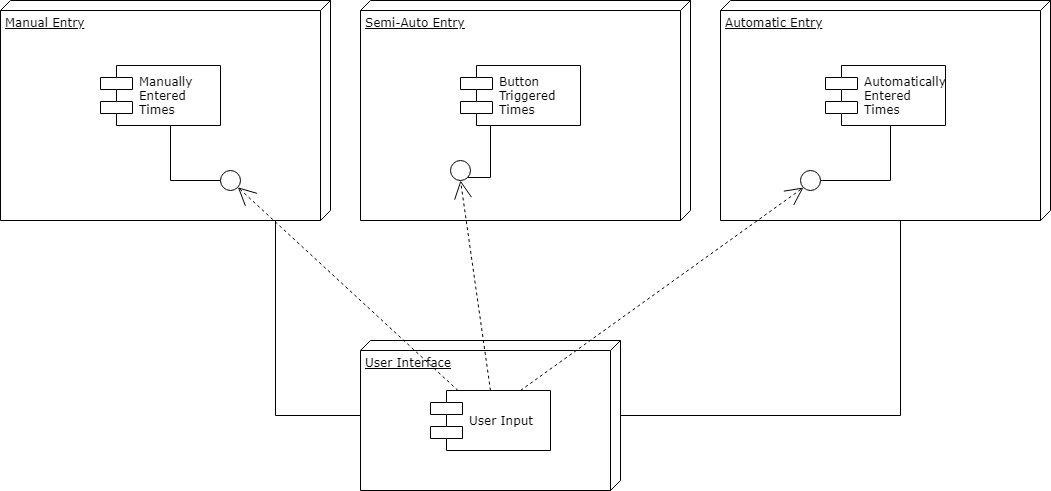 Manual Entry
Manually
Entered
Times
Semi-Auto Entry
Button
Triggered
Times
Automatic Entry
Automatically
Entered
Times
User Interface
User Input